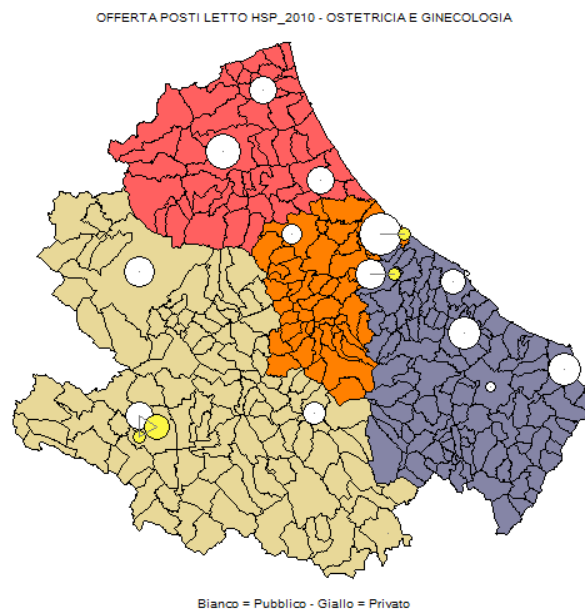 OFFERTA POSTI LETTO HSP_2010 - OSTETRICIA E GINECOLOGIA
Bianco = Pubblico - Giallo = Privato